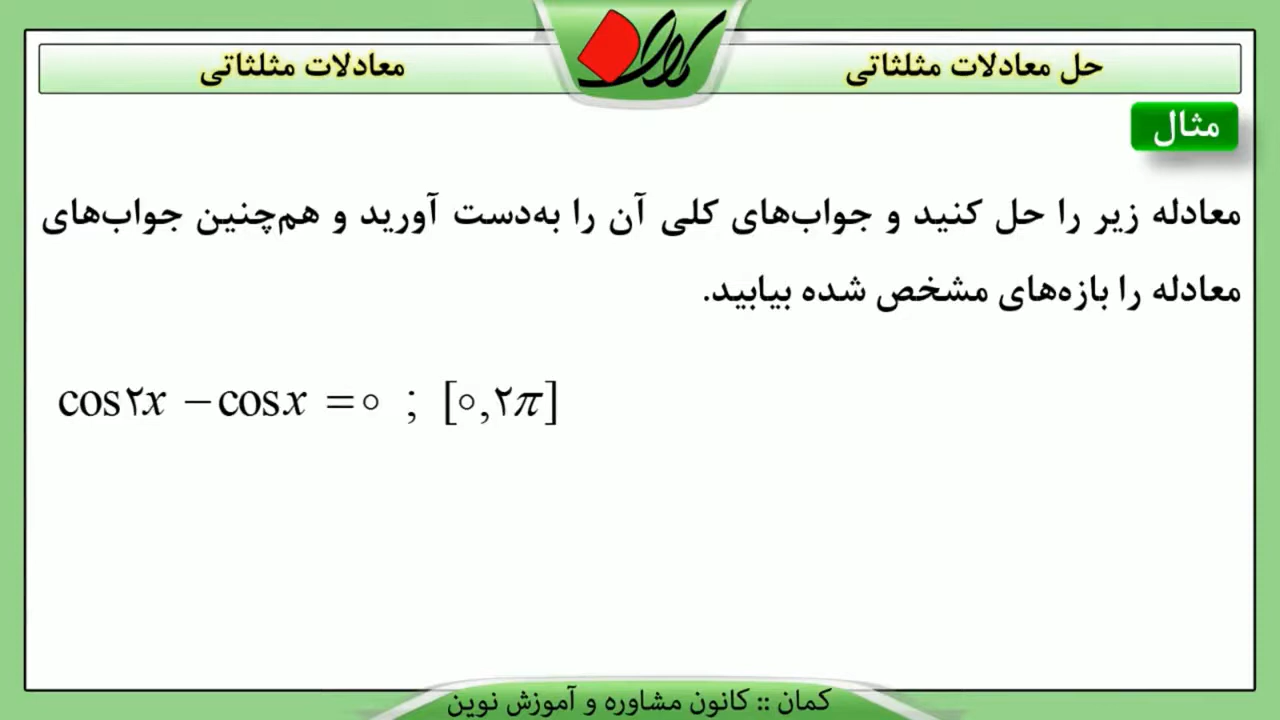 حل معادلات مثلثاتی
معادلات مثلثاتی
مثال
معادله زیر را حل کنید و جواب‌های کلی آن را به‌دست آورید و هم‌چنین جواب‌های
معادله را بازه‌های مشخص شده بیابید.
cos۲x − cosx = ۰ ; [۰,۲π]
کمان :: کانون مشاوره و آموزش نوین